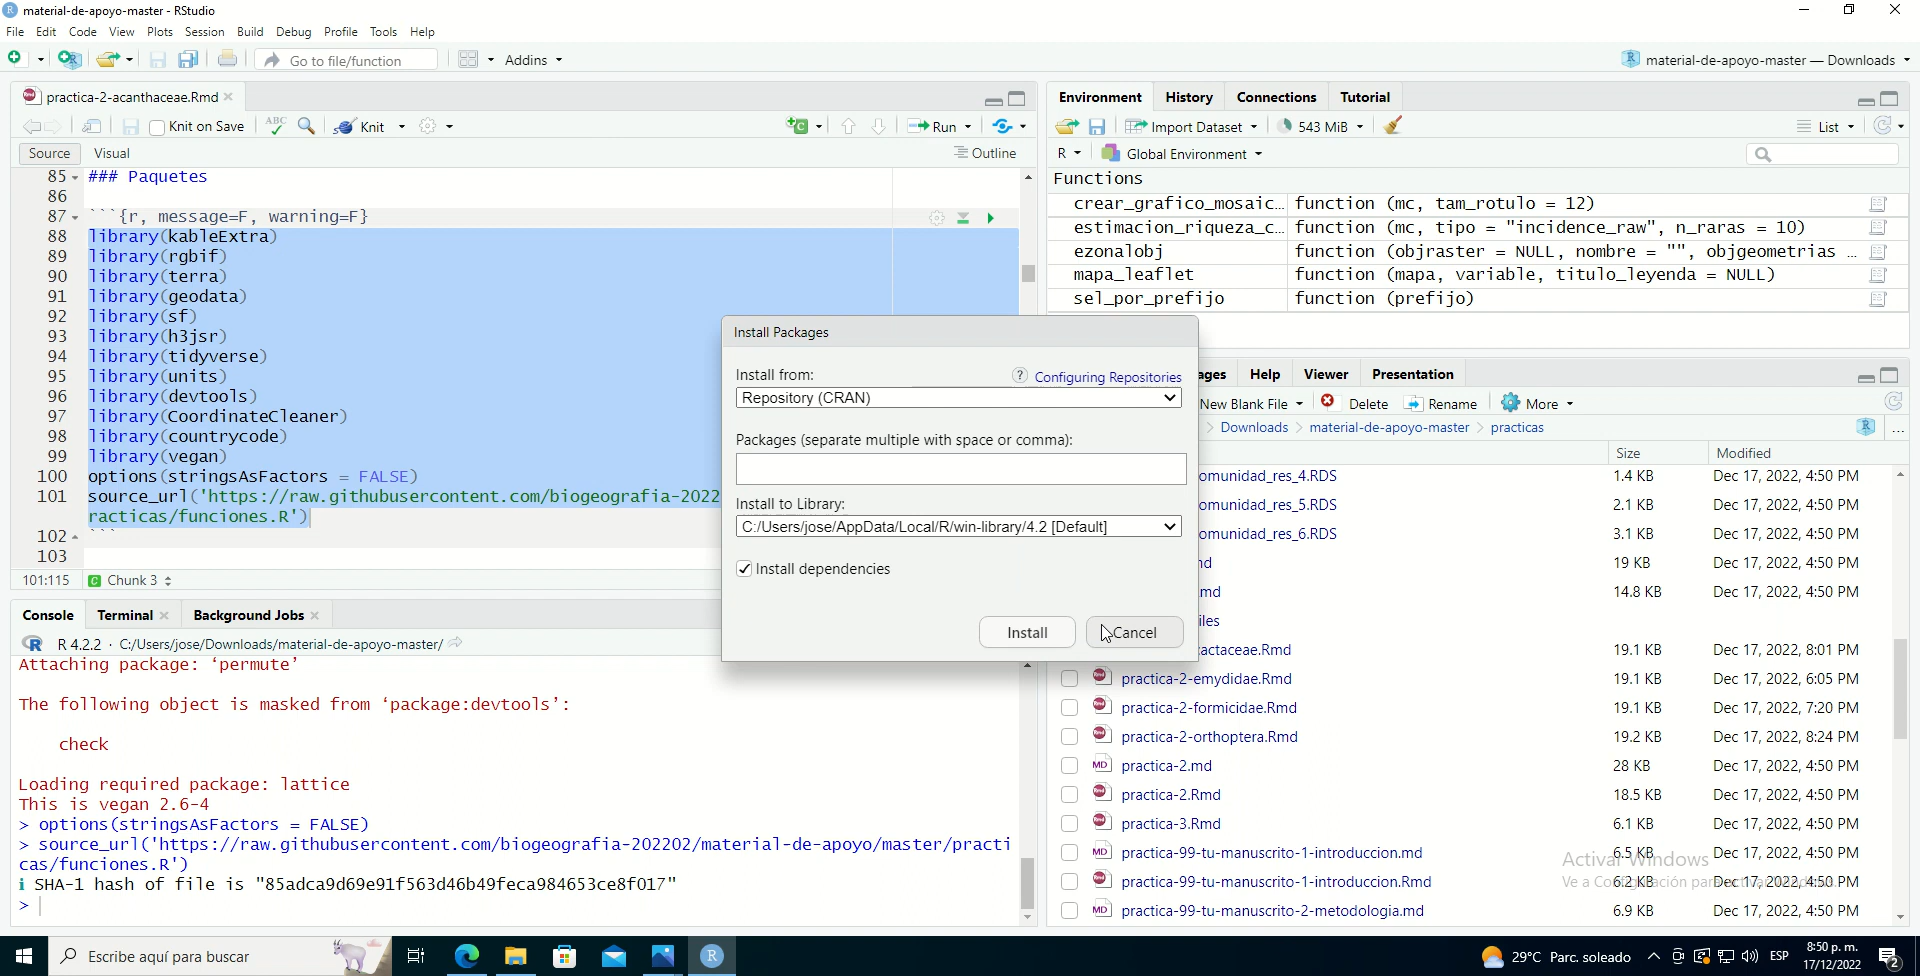 material-de-apoyo-master - RStudio
File Edit Code View Plots Session Build Debug Profile Tools Help
Go to file/function Addins material-de-apoyo-master — Downloads
practica-2-acanthaceae.Rmd
Knit on Save ABC Knit Run
Source Visual Outline
85 ### Paquetes
86
87 ```{r, message=F, warning=F}
88 library(kableExtra)
89 library(rgbif)
90 library(terra)
91 library(geodata)
92 library(sf)
93 library(h3jsr)
94 library(tidyverse)
95 library(units)
96 library(devtools)
97 library(CoordinateCleaner)
98 library(countrycode)
99 library(vegan)
100 options(stringsAsFactors = FALSE)
101 source_url('https://raw.githubusercontent.com/biogeografia-2022
racticas/funciones.R')
102 ```
103
101:115 Chunk 3
Console Terminal Background Jobs
R 4.2.2 · C:/Users/jose/Downloads/material-de-apoyo-master/
Attaching package: ‘permute’
The following object is masked from ‘package:devtools’:
check
Loading required package: lattice
This is vegan 2.6-4
> options(stringsAsFactors = FALSE)
> source_url('https://raw.githubusercontent.com/biogeografia-202202/material-de-apoyo/master/practi
cas/funciones.R')
i SHA-1 hash of file is "85adca9d69e91f563d46b49feca984653ce8f017"
>
Environment History Connections Tutorial
Import Dataset 543 MiB List
R Global Environment
Functions
crear_grafico_mosaic… function (mc, tam_rotulo = 12)
estimacion_riqueza_c… function (mc, tipo = "incidence_raw", n_raras = 10)
ezonalobj function (objraster = NULL, nombre = "", objgeometrias …
mapa_leaflet function (mapa, variable, titulo_leyenda = NULL)
sel_por_prefijo function (prefijo)
Install Packages
Install from: ? Configuring Repositories
Repository (CRAN)
Packages (separate multiple with space or comma):
Install to Library:
C:/Users/jose/AppData/Local/R/win-library/4.2 [Default]
Install dependencies
Install Cancel
ages Help Viewer Presentation
New Blank File Delete Rename More
Downloads material-de-apoyo-master practicas ...
Size Modified
omunidad_res_4.RDS 1.4 KB Dec 17, 2022, 4:50 PM
omunidad_res_5.RDS 2.1 KB Dec 17, 2022, 4:50 PM
omunidad_res_6.RDS 3.1 KB Dec 17, 2022, 4:50 PM
nd 19 KB Dec 17, 2022, 4:50 PM
md 14.8 KB Dec 17, 2022, 4:50 PM
iles
actaceae.Rmd 19.1 KB Dec 17, 2022, 8:01 PM
practica-2-emydidae.Rmd 19.1 KB Dec 17, 2022, 6:05 PM
practica-2-formicidae.Rmd 19.1 KB Dec 17, 2022, 7:20 PM
practica-2-orthoptera.Rmd 19.2 KB Dec 17, 2022, 8:24 PM
practica-2.md 28 KB Dec 17, 2022, 4:50 PM
practica-2.Rmd 18.5 KB Dec 17, 2022, 4:50 PM
practica-3.Rmd 6.1 KB Dec 17, 2022, 4:50 PM
practica-99-tu-manuscrito-1-introduccion.md 6.5 KB Dec 17, 2022, 4:50 PM
practica-99-tu-manuscrito-1-introduccion.Rmd 6.2 KB Dec 17, 2022, 4:50 PM
practica-99-tu-manuscrito-2-metodologia.md 6.9 KB Dec 17, 2022, 4:50 PM
Activar Windows
Escribe aquí para buscar
29°C Parc. soleado ESP 8:50 p. m.
17/12/2022 2